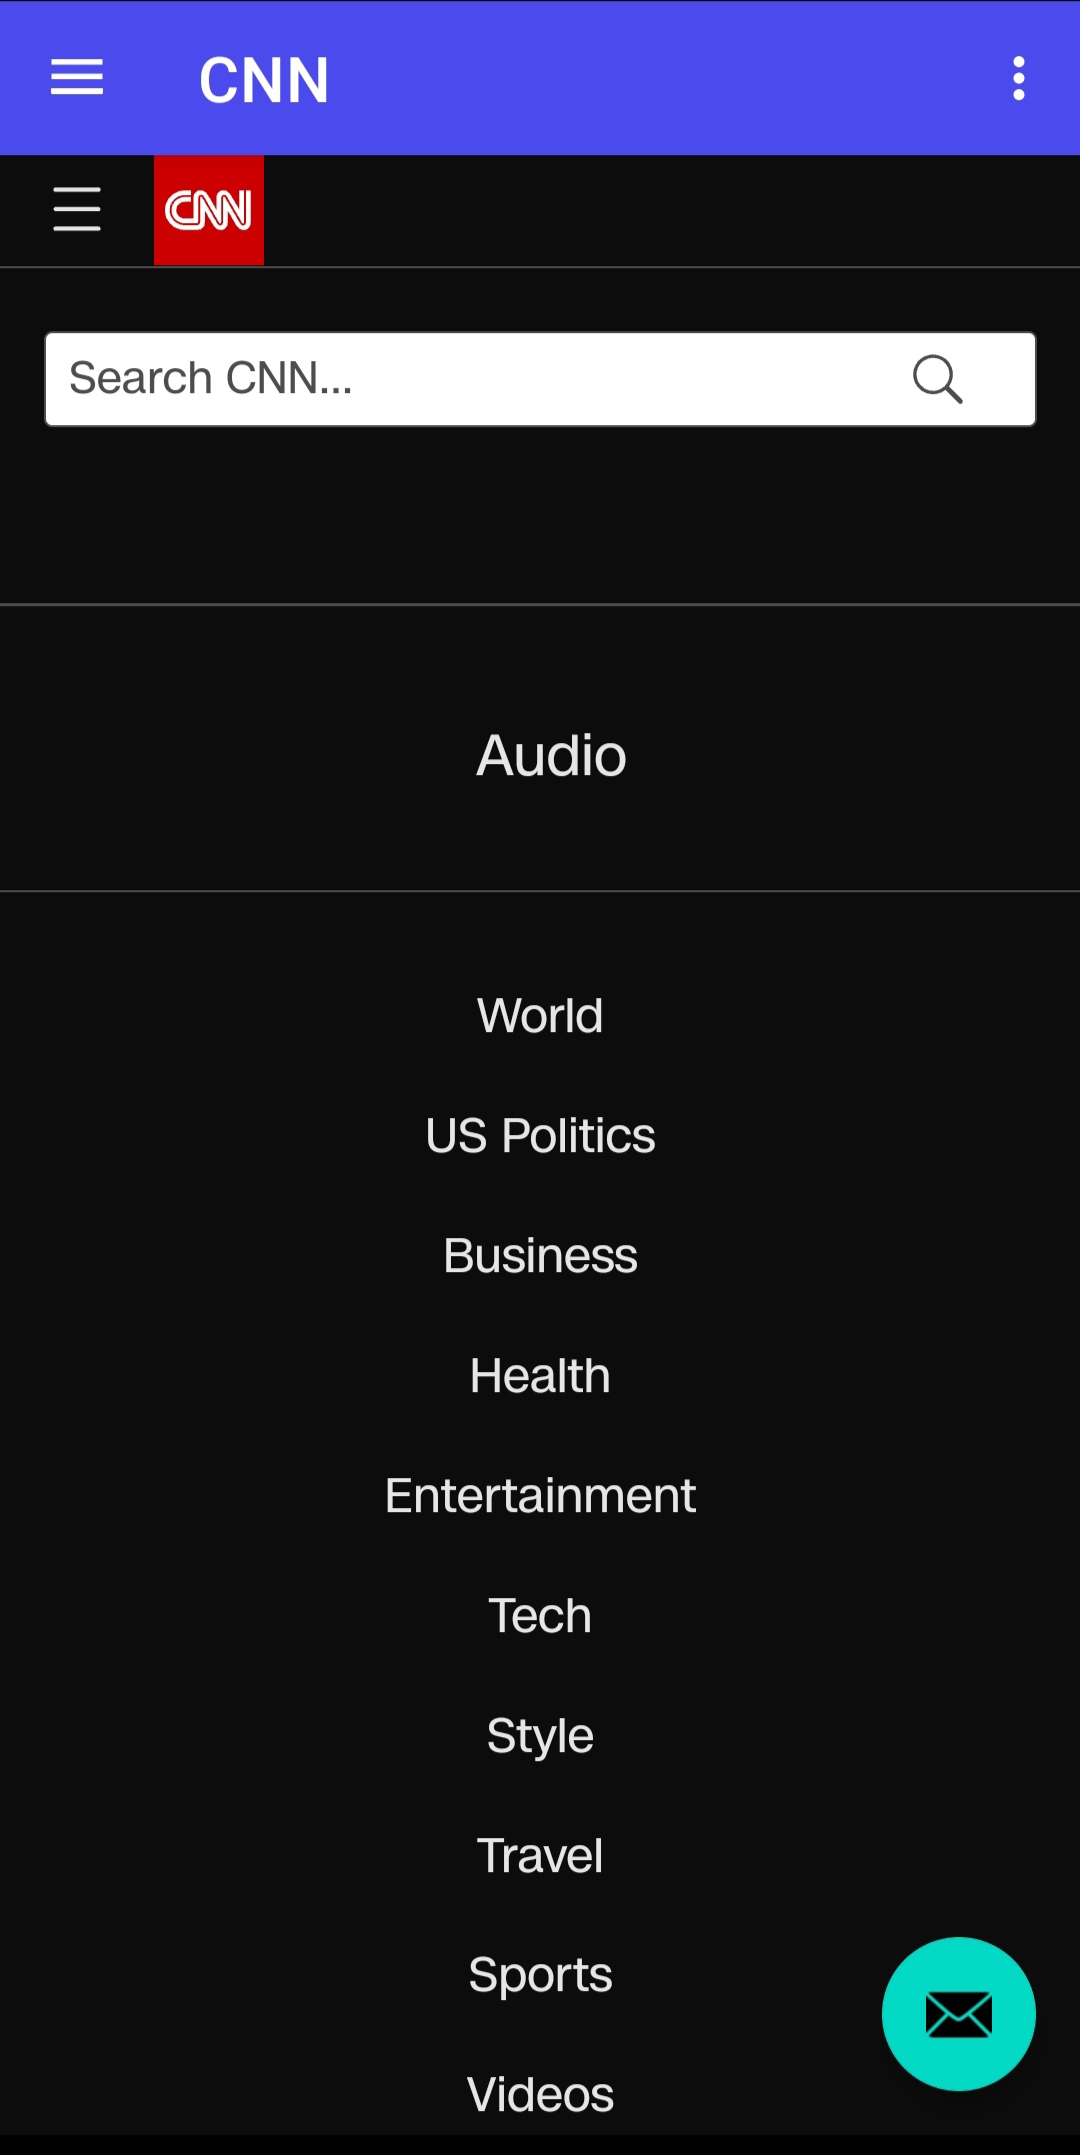 CNN
CNN
Search CNN...
Audio
World
US Politics
Business
Health
Entertainment
Tech
Style
Travel
Sports
Videos